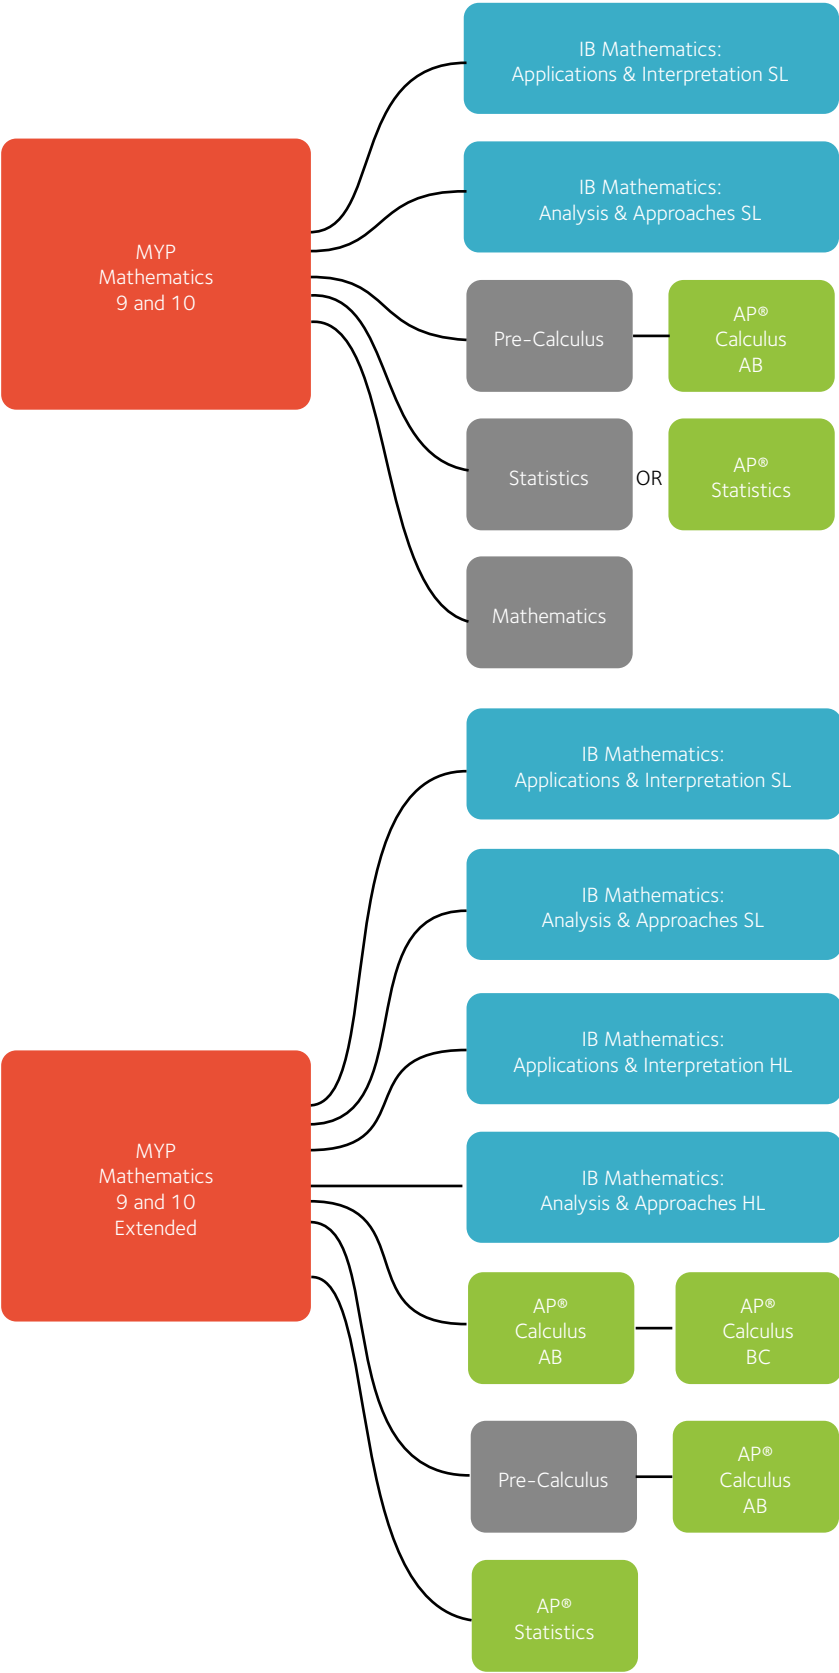 IB Mathematics:
Applications & Interpretation SL
IB Mathematics:
Analysis & Approaches SL
MYP
Mathematics
9 and 10
Pre-Calculus
AP®
Calculus
AB
Statistics
OR
AP®
Statistics
Mathematics
IB Mathematics:
Applications & Interpretation SL
IB Mathematics:
Analysis & Approaches SL
IB Mathematics:
Applications & Interpretation HL
MYP
Mathematics
9 and 10
Extended
IB Mathematics:
Analysis & Approaches HL
AP®
Calculus
AB
AP®
Calculus
BC
Pre-Calculus
AP®
Calculus
AB
AP®
Statistics